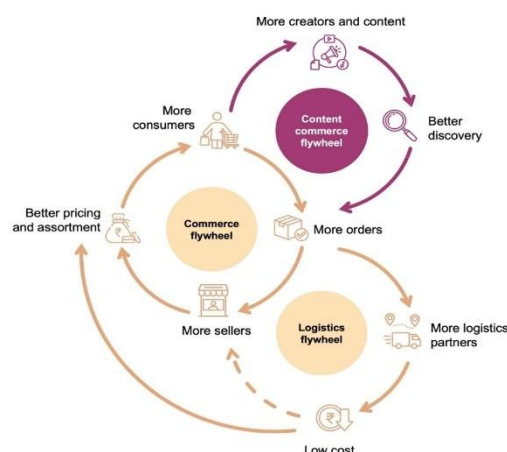 More creators and content
More
consumers
Content
commerce
flywheel
Better
discovery
Better pricing
and assortment
Commerce
flywheel
More orders
More sellers
Logistics
flywheel
More logistics
partners
Low cost